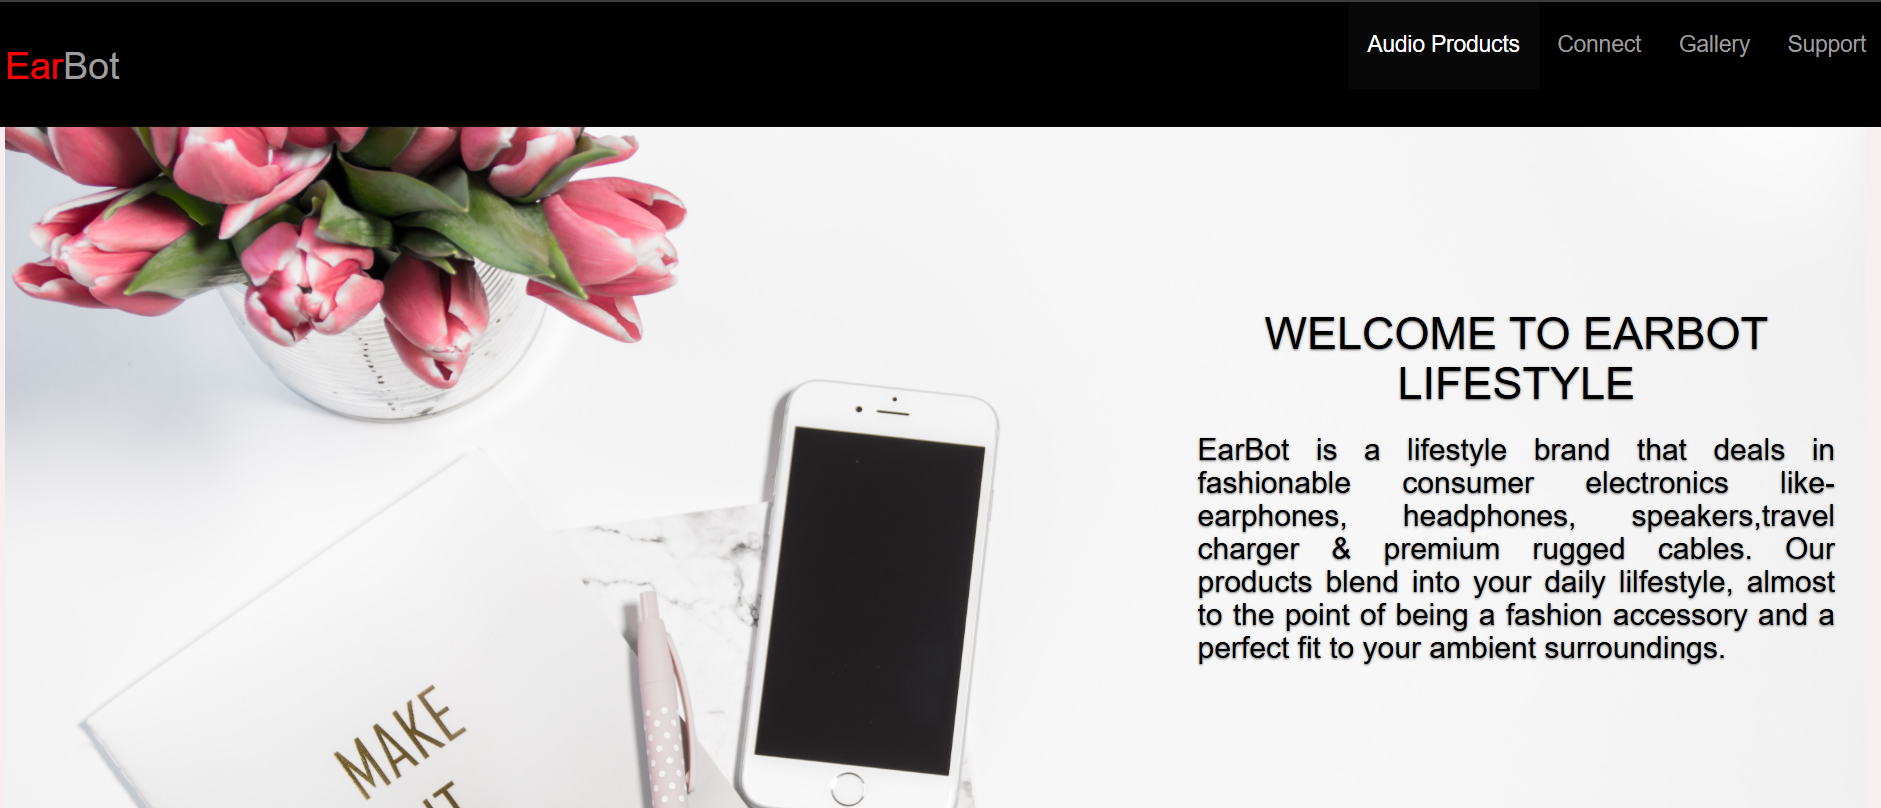 EarBot
Audio Products Connect Gallery Support
WELCOME TO EARBOT
LIFESTYLE
EarBot is a lifestyle brand that deals in
fashionable consumer electronics like-
earphones, headphones, speakers,travel
charger & premium rugged cables. Our
products blend into your daily lilfestyle, almost
to the point of being a fashion accessory and a
perfect fit to your ambient surroundings.
MAKE